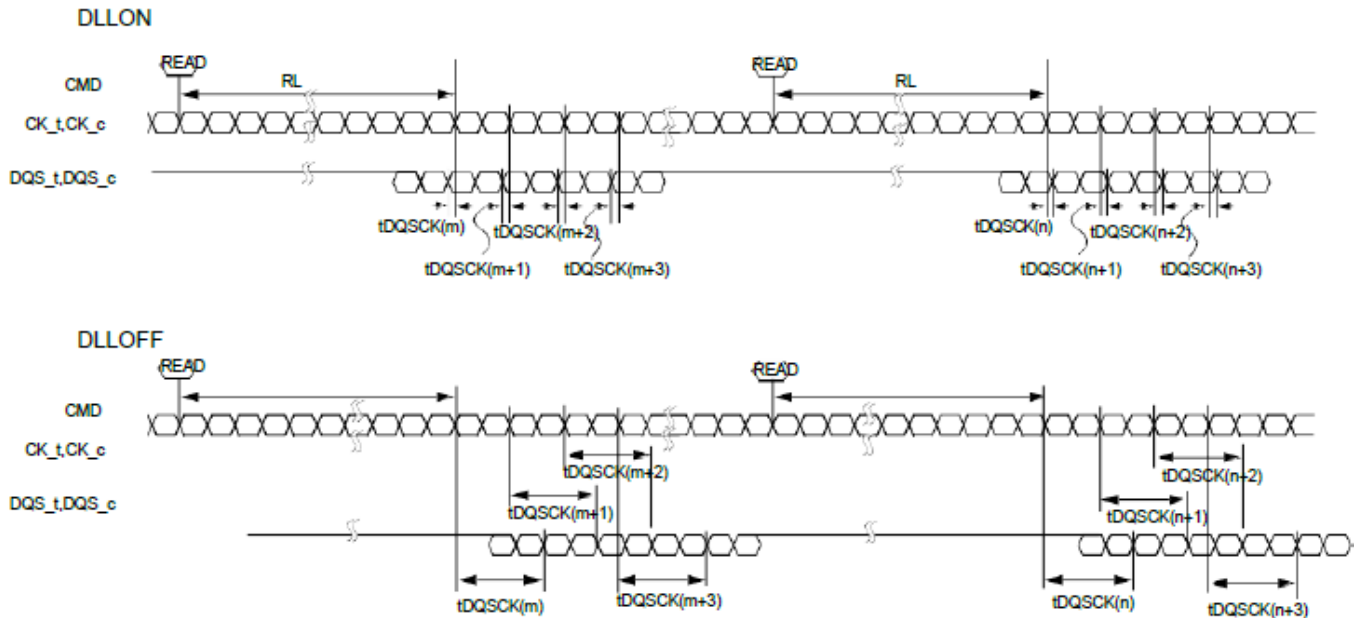 DLLON
READ READ
CMD RL RL
CK_t,CK_c
DQS_t,DQS_c
tDQSCK(m) tDQSCK(m+2) tDQSCK(n) tDQSCK(n+2)
tDQSCK(m+1) tDQSCK(m+3) tDQSCK(n+1) tDQSCK(n+3)
DLLOFF
READ READ
CMD
CK_t,CK_c
tDQSCK(m+2) tDQSCK(n+2)
DQS_t,DQS_c
tDQSCK(m+1) tDQSCK(n+1)
tDQSCK(m) tDQSCK(m+3) tDQSCK(n) tDQSCK(n+3)